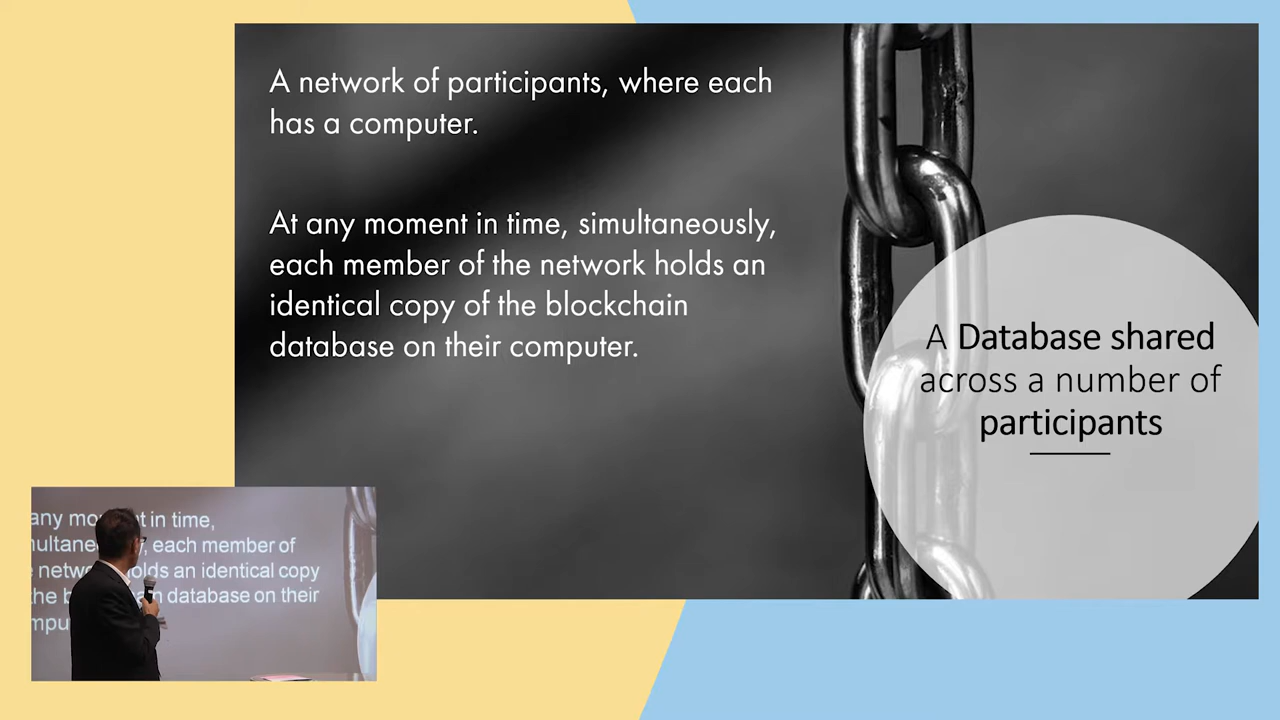 A network of participants, where each
has a computer.
At any moment in time, simultaneously,
each member of the network holds an
identical copy of the blockchain
database on their computer.
A Database shared
across a number of
participants
any in time,
each member of
holds an identical copy
database on their